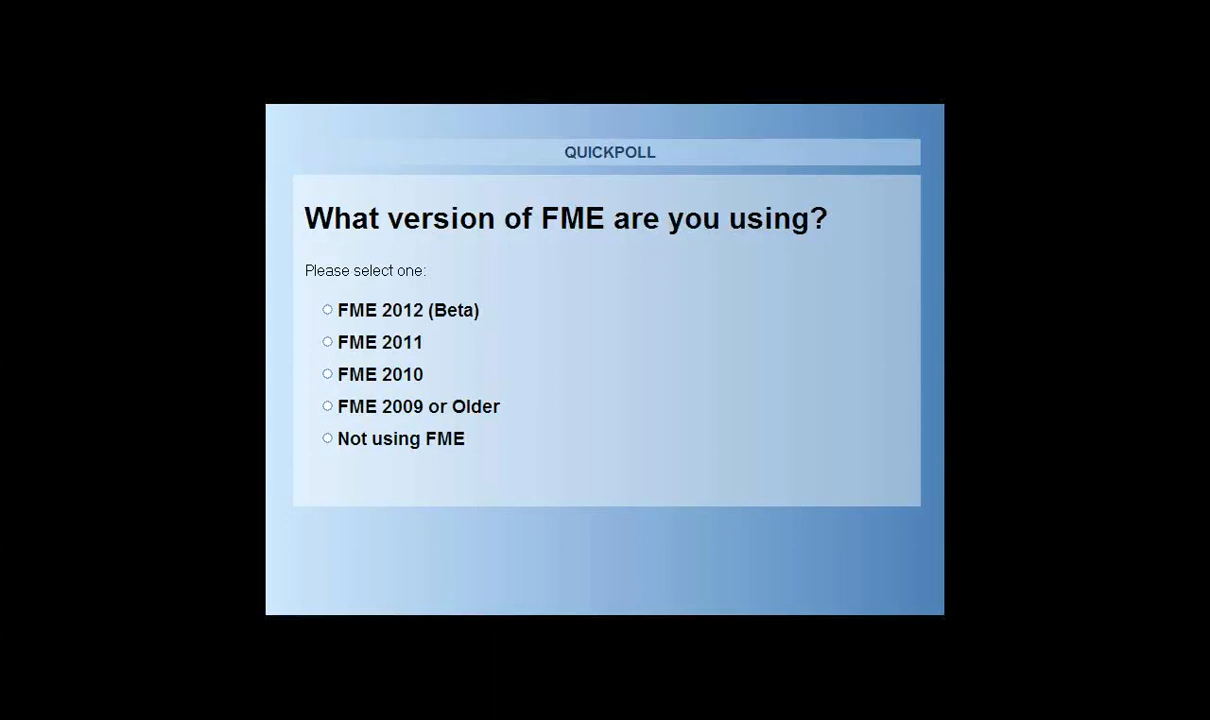 QUICKPOLL
What version of FME are you using?
Please select one:
FME 2012 (Beta)
FME 2011
FME 2010
FME 2009 or Older
Not using FME